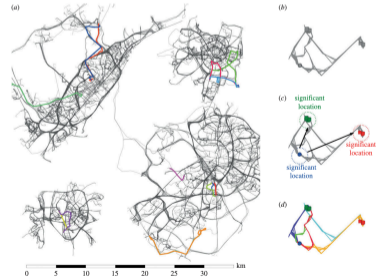 (a)
(b)
(c)
significant
location
significant
location
significant
location
(d)
km
0 5 10 15 20 25 30